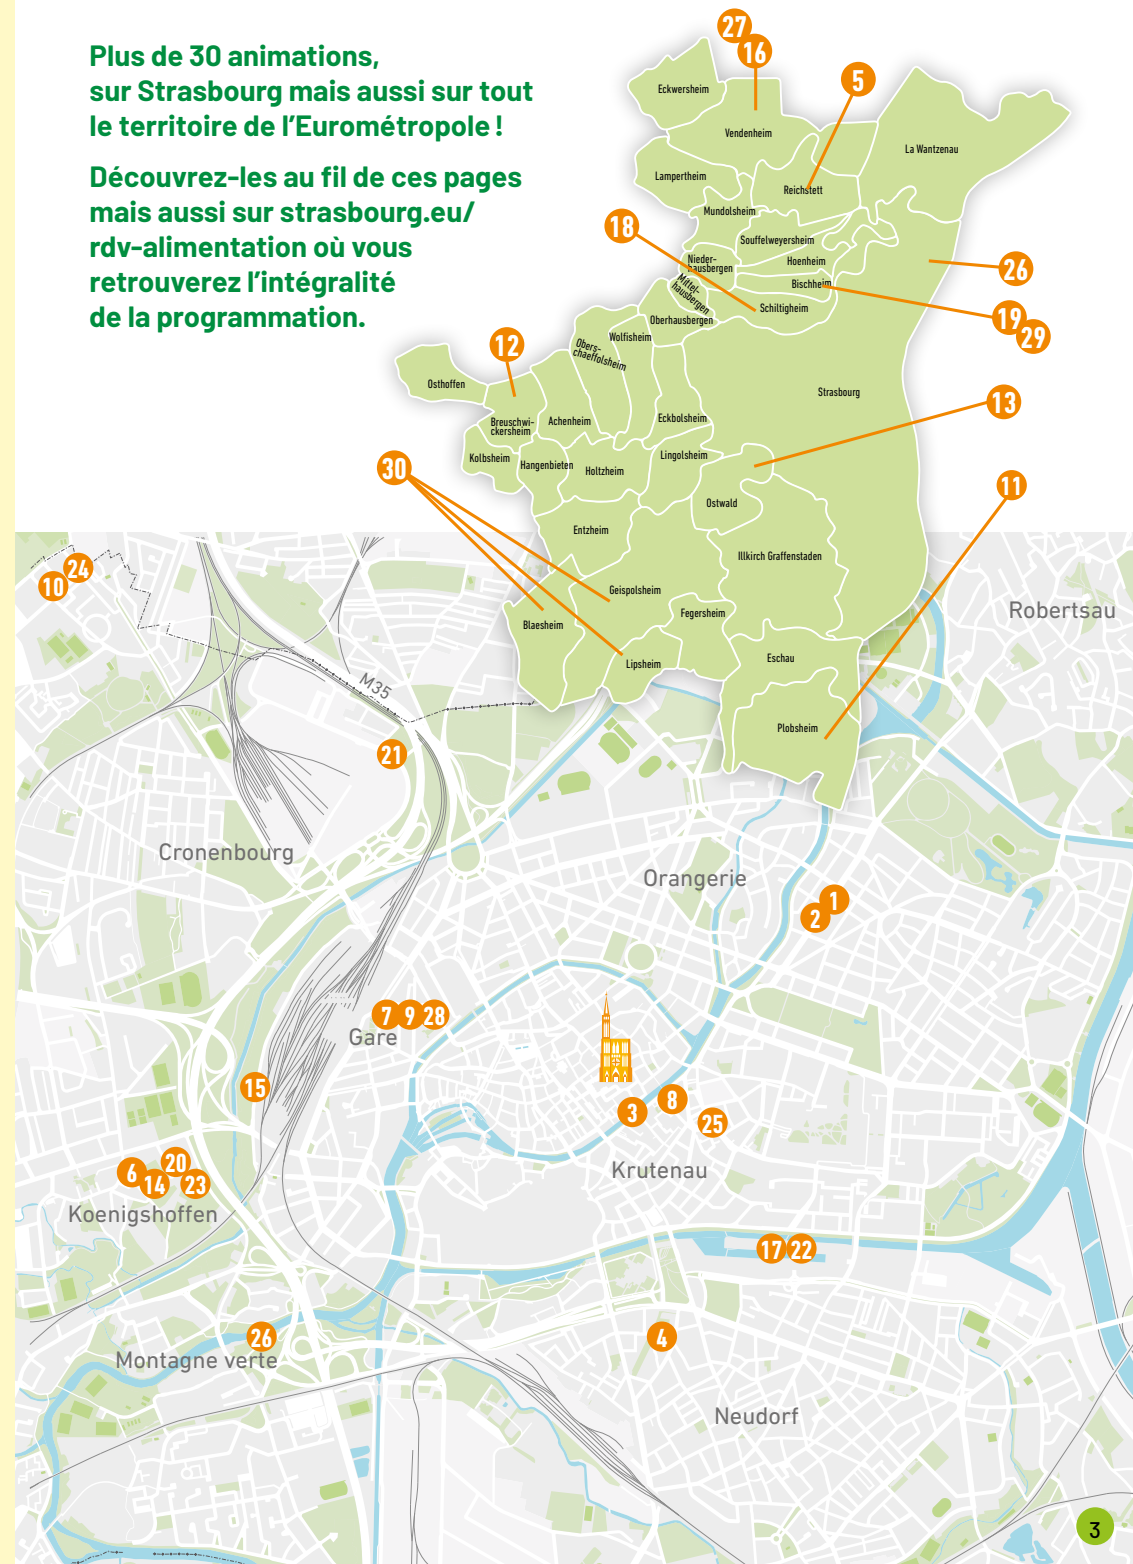 Plus de 30 animations,
sur Strasbourg mais aussi sur tout
le territoire de l'Eurométropole !
Découvrez-les au fil de ces pages
mais aussi sur strasbourg.eu/
rdv-alimentation où vous
retrouverez l'intégralité
de la programmation.
27
16
5
Eckwersheim
Vendenheim
La Wantzenau
Lampertheim
Reichstett
Mundolsheim
18
Souffelweyersheim
Nieder-
hausbergen
Hoenheim
26
Mittel-
hausbergen
Bischheim
Schiltigheim
19
29
Oberhausbergen
12
Wolfisheim
Obers-
chaeffolsheim
Osthoffen
Strasbourg
13
Breuschwi-
ckersheim
Achenheim
Eckbolsheim
Kolbsheim
Hangenbieten
Holtzheim
Lingolsheim
30
11
Ostwald
Entzheim
Illkirch Graffenstaden
Geispolsheim
Fegersheim
Blaesheim
Lipsheim
Eschau
Plobsheim
24
10
Robertsau
M35
21
Cronenbourg
Orangerie
1
2
7
9
28
Gare
15
8
3
25
Krutenau
20
6
14
23
Koenigshoffen
17
22
26
Montagne verte
4
Neudorf
3